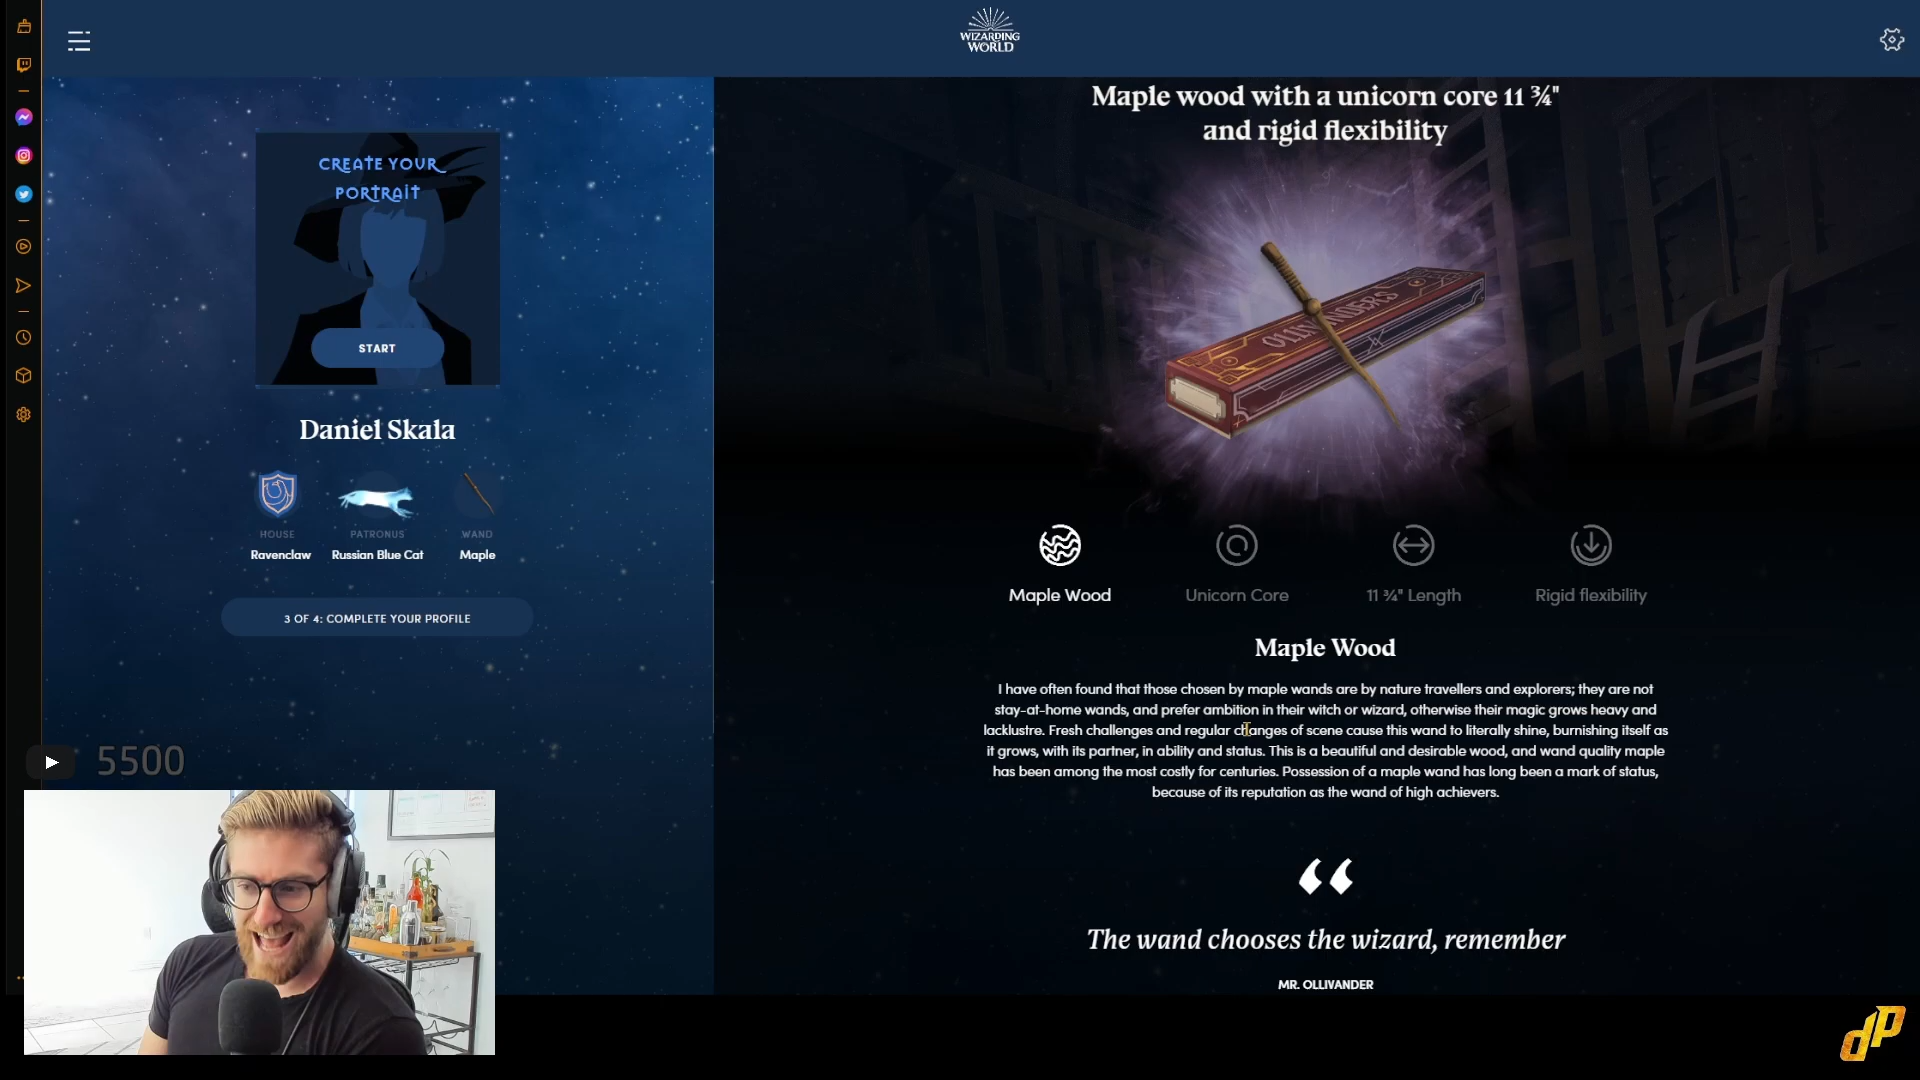 WIZARDING
WORLD
CREATE YOUR
PORTRAIT
START
Daniel Skala
HOUSE
PATRONUS
WAND
Ravenclaw
Russian Blue Cat
Maple
3 OF 4: COMPLETE YOUR PROFILE
5500
Maple wood with a unicorn core 11 ¾"
and rigid flexibility
OLLIVANDERS
Maple Wood
Unicorn Core
11 ¾" Length
Rigid flexibility
Maple Wood
I have often found that those chosen by maple wands are by nature travellers and explorers; they are not
stay-at-home wands, and prefer ambition in their witch or wizard, otherwise their magic grows heavy and
lacklustre. Fresh challenges and regular changes of scene cause this wand to literally shine, burnishing itself as
it grows, with its partner, in ability and status. This is a beautiful and desirable wood, and wand quality maple
has been among the most costly for centuries. Possession of a maple wand has long been a mark of status,
because of its reputation as the wand of high achievers.
“
The wand chooses the wizard, remember
MR. OLLIVANDER
dP